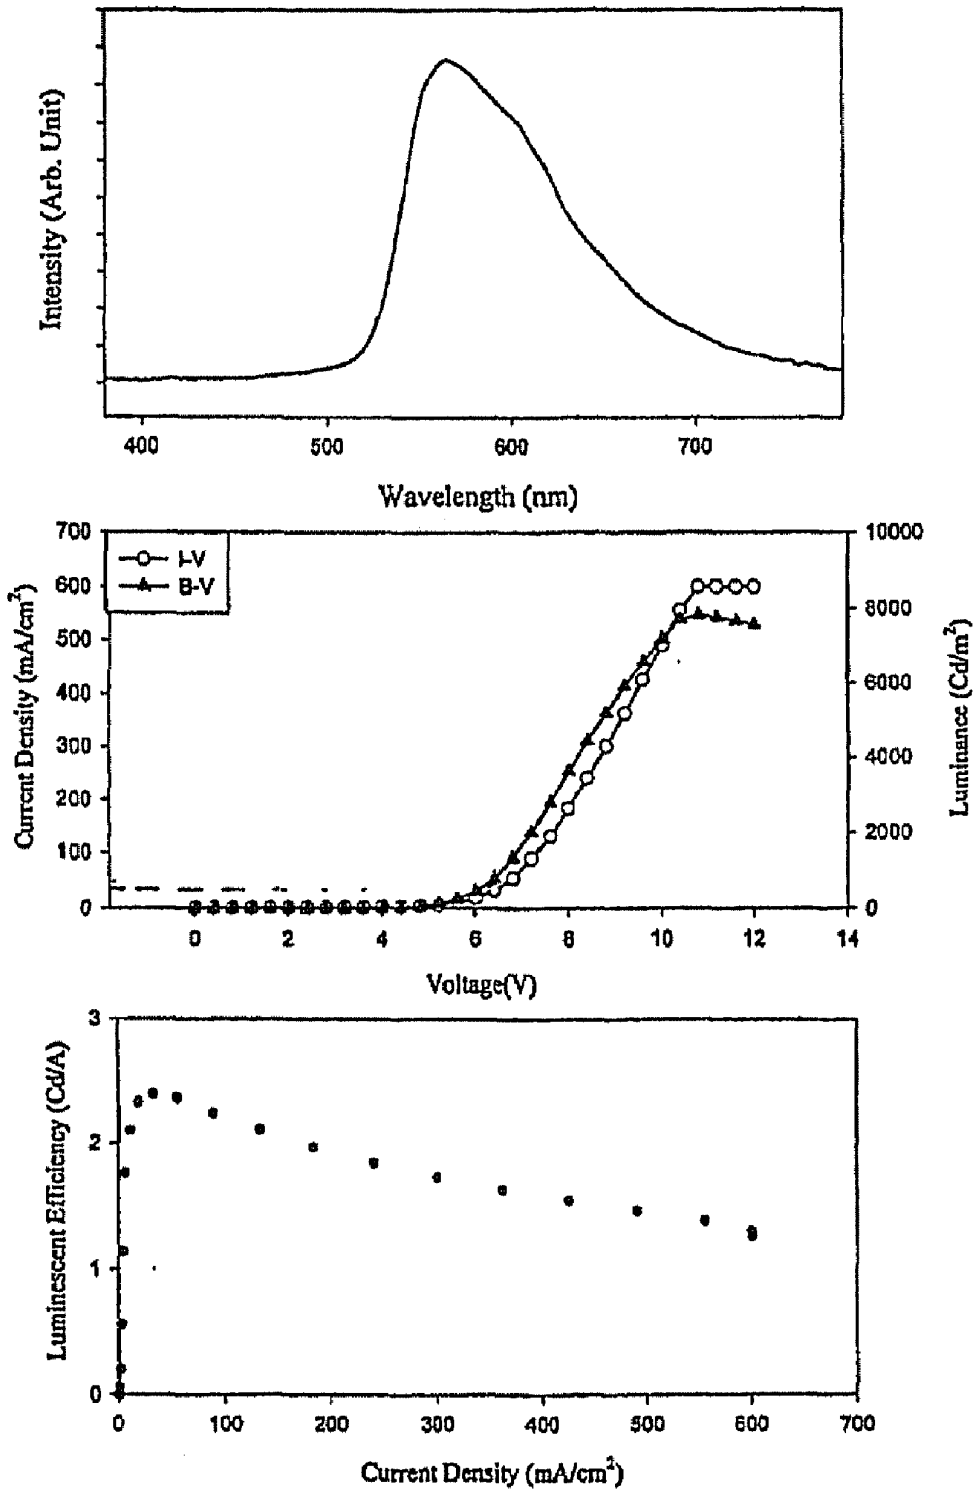 Intensity (Arb. Unit)
400 500 600 700
Wavelength (nm)
I-V
B-V
Current Density (mA/cm²)
700
600
500
400
300
200
100
0
Luminance (Cd/m²)
10000
8000
6000
4000
2000
0
0 2 4 6 8 10 12 14
Voltage(V)
Luminescent Efficiency (Cd/A)
3
2
1
0
0 100 200 300 400 500 600 700
Current Density (mA/cm²)